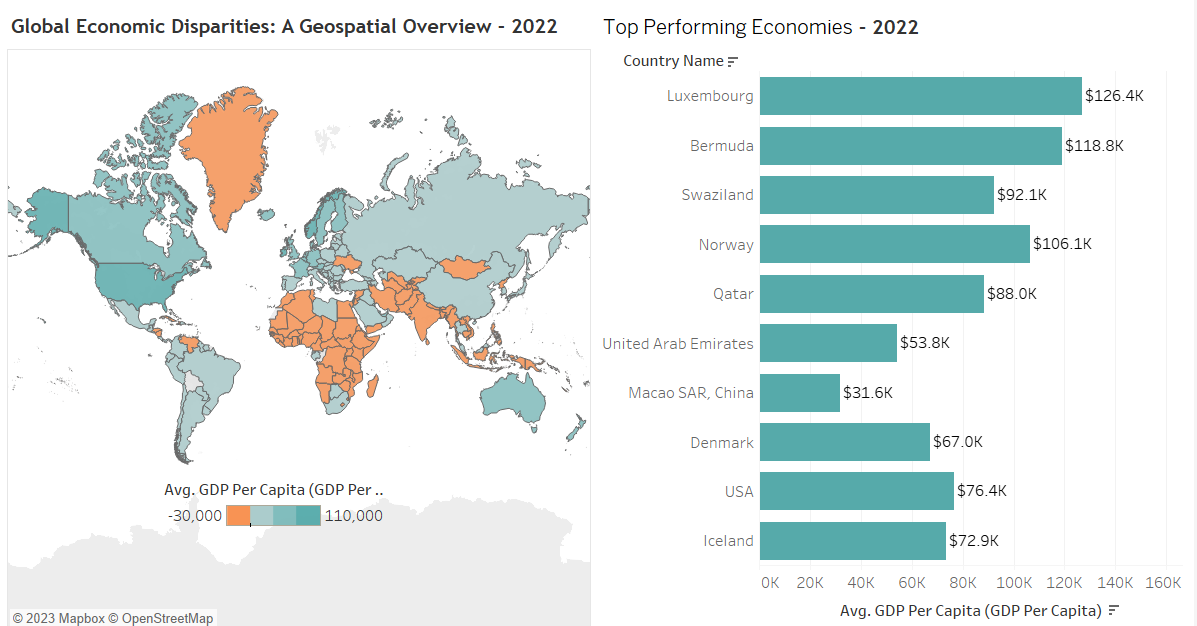 Global Economic Disparities: A Geospatial Overview - 2022
Avg. GDP Per Capita (GDP Per ..
-30,000 110,000
© 2023 Mapbox © OpenStreetMap
Top Performing Economies - 2022
Country Name
Luxembourg $126.4K
Bermuda $118.8K
Swaziland $92.1K
Norway $106.1K
Qatar $88.0K
United Arab Emirates $53.8K
Macao SAR, China $31.6K
Denmark $67.0K
USA $76.4K
Iceland $72.9K
0K 20K 40K 60K 80K 100K 120K 140K 160K
Avg. GDP Per Capita (GDP Per Capita)